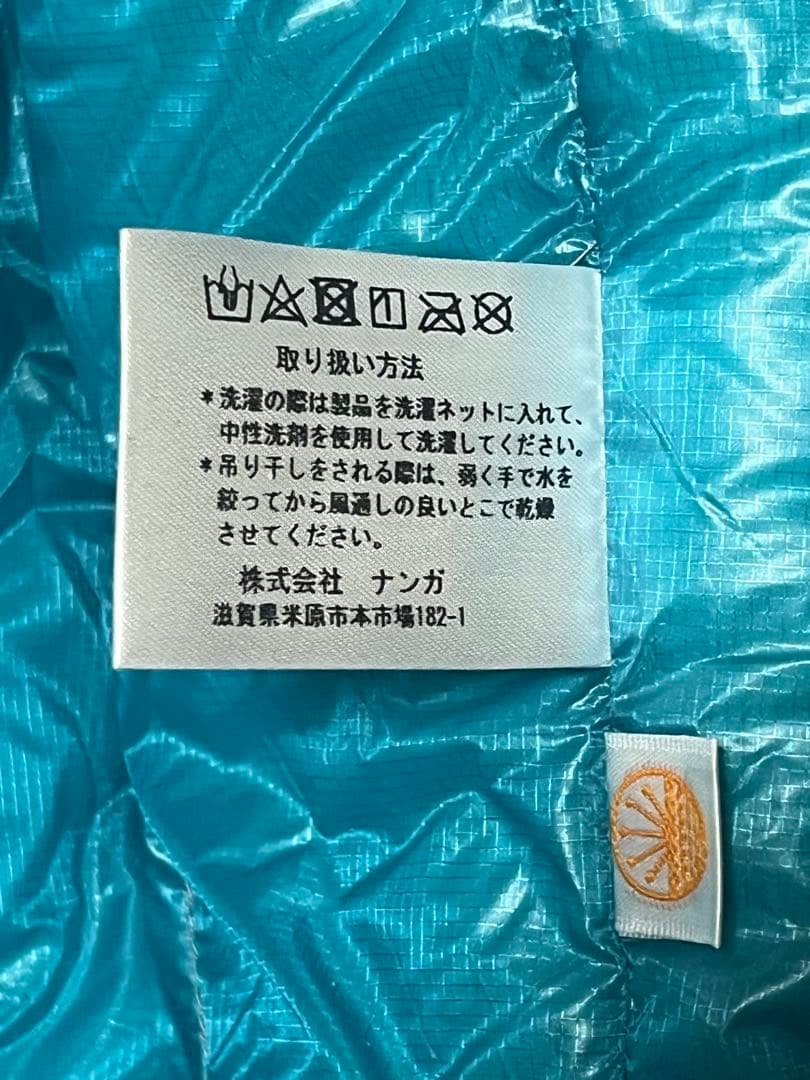 取り扱い方法
*洗濯の際は製品を洗濯ネットに入れて、
中性洗剤を使用して洗濯してください。
*吊り干しをされる際は、弱く手で水を
絞ってから風通しの良いとこで乾燥
させてください。
株式会社 ナンガ
滋賀県米原市本市場182-1